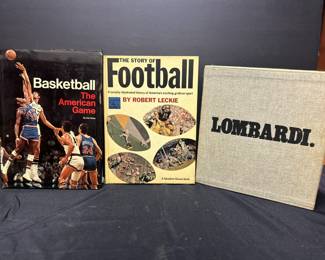 Basketball
The
American
Game
THE STORY OF
Football
BY ROBERT LECKIE
LOMBARDI.